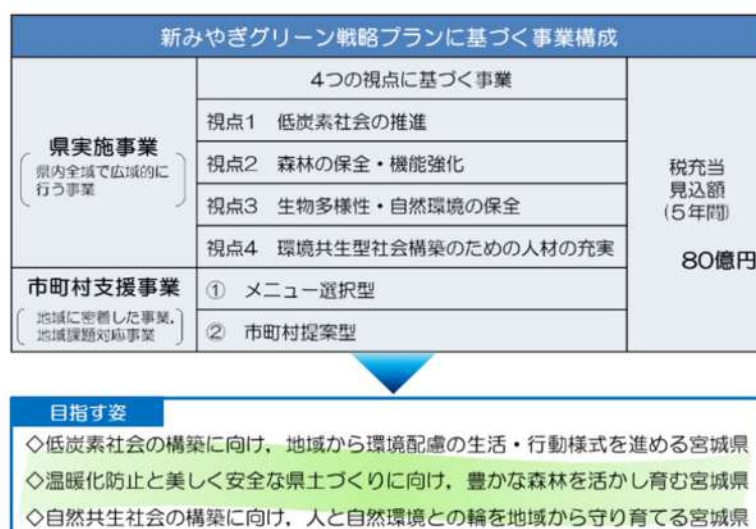 新みやぎグリーン戦略プランに基づく事業構成
県実施事業
県内全域で広域的に
行う事業
4つの視点に基づく事業
視点1 低炭素社会の推進
視点2 森林の保全・機能強化
視点3 生物多様性・自然環境の保全
視点4 環境共生型社会構築のための人材の充実
市町村支援事業
地域に密着した事業,
地域課題対応事業
① メニュー選択型
② 市町村提案型
税充当
見込額
(5年間)
80億円
目指す姿
◇低炭素社会の構築に向け,地域から環境配慮の生活・行動様式を進める宮城県
◇温暖化防止と美しく安全な県土づくりに向け,豊かな森林を活かし育む宮城県
◇自然共生社会の構築に向け,人と自然環境との輪を地域から守り育てる宮城県